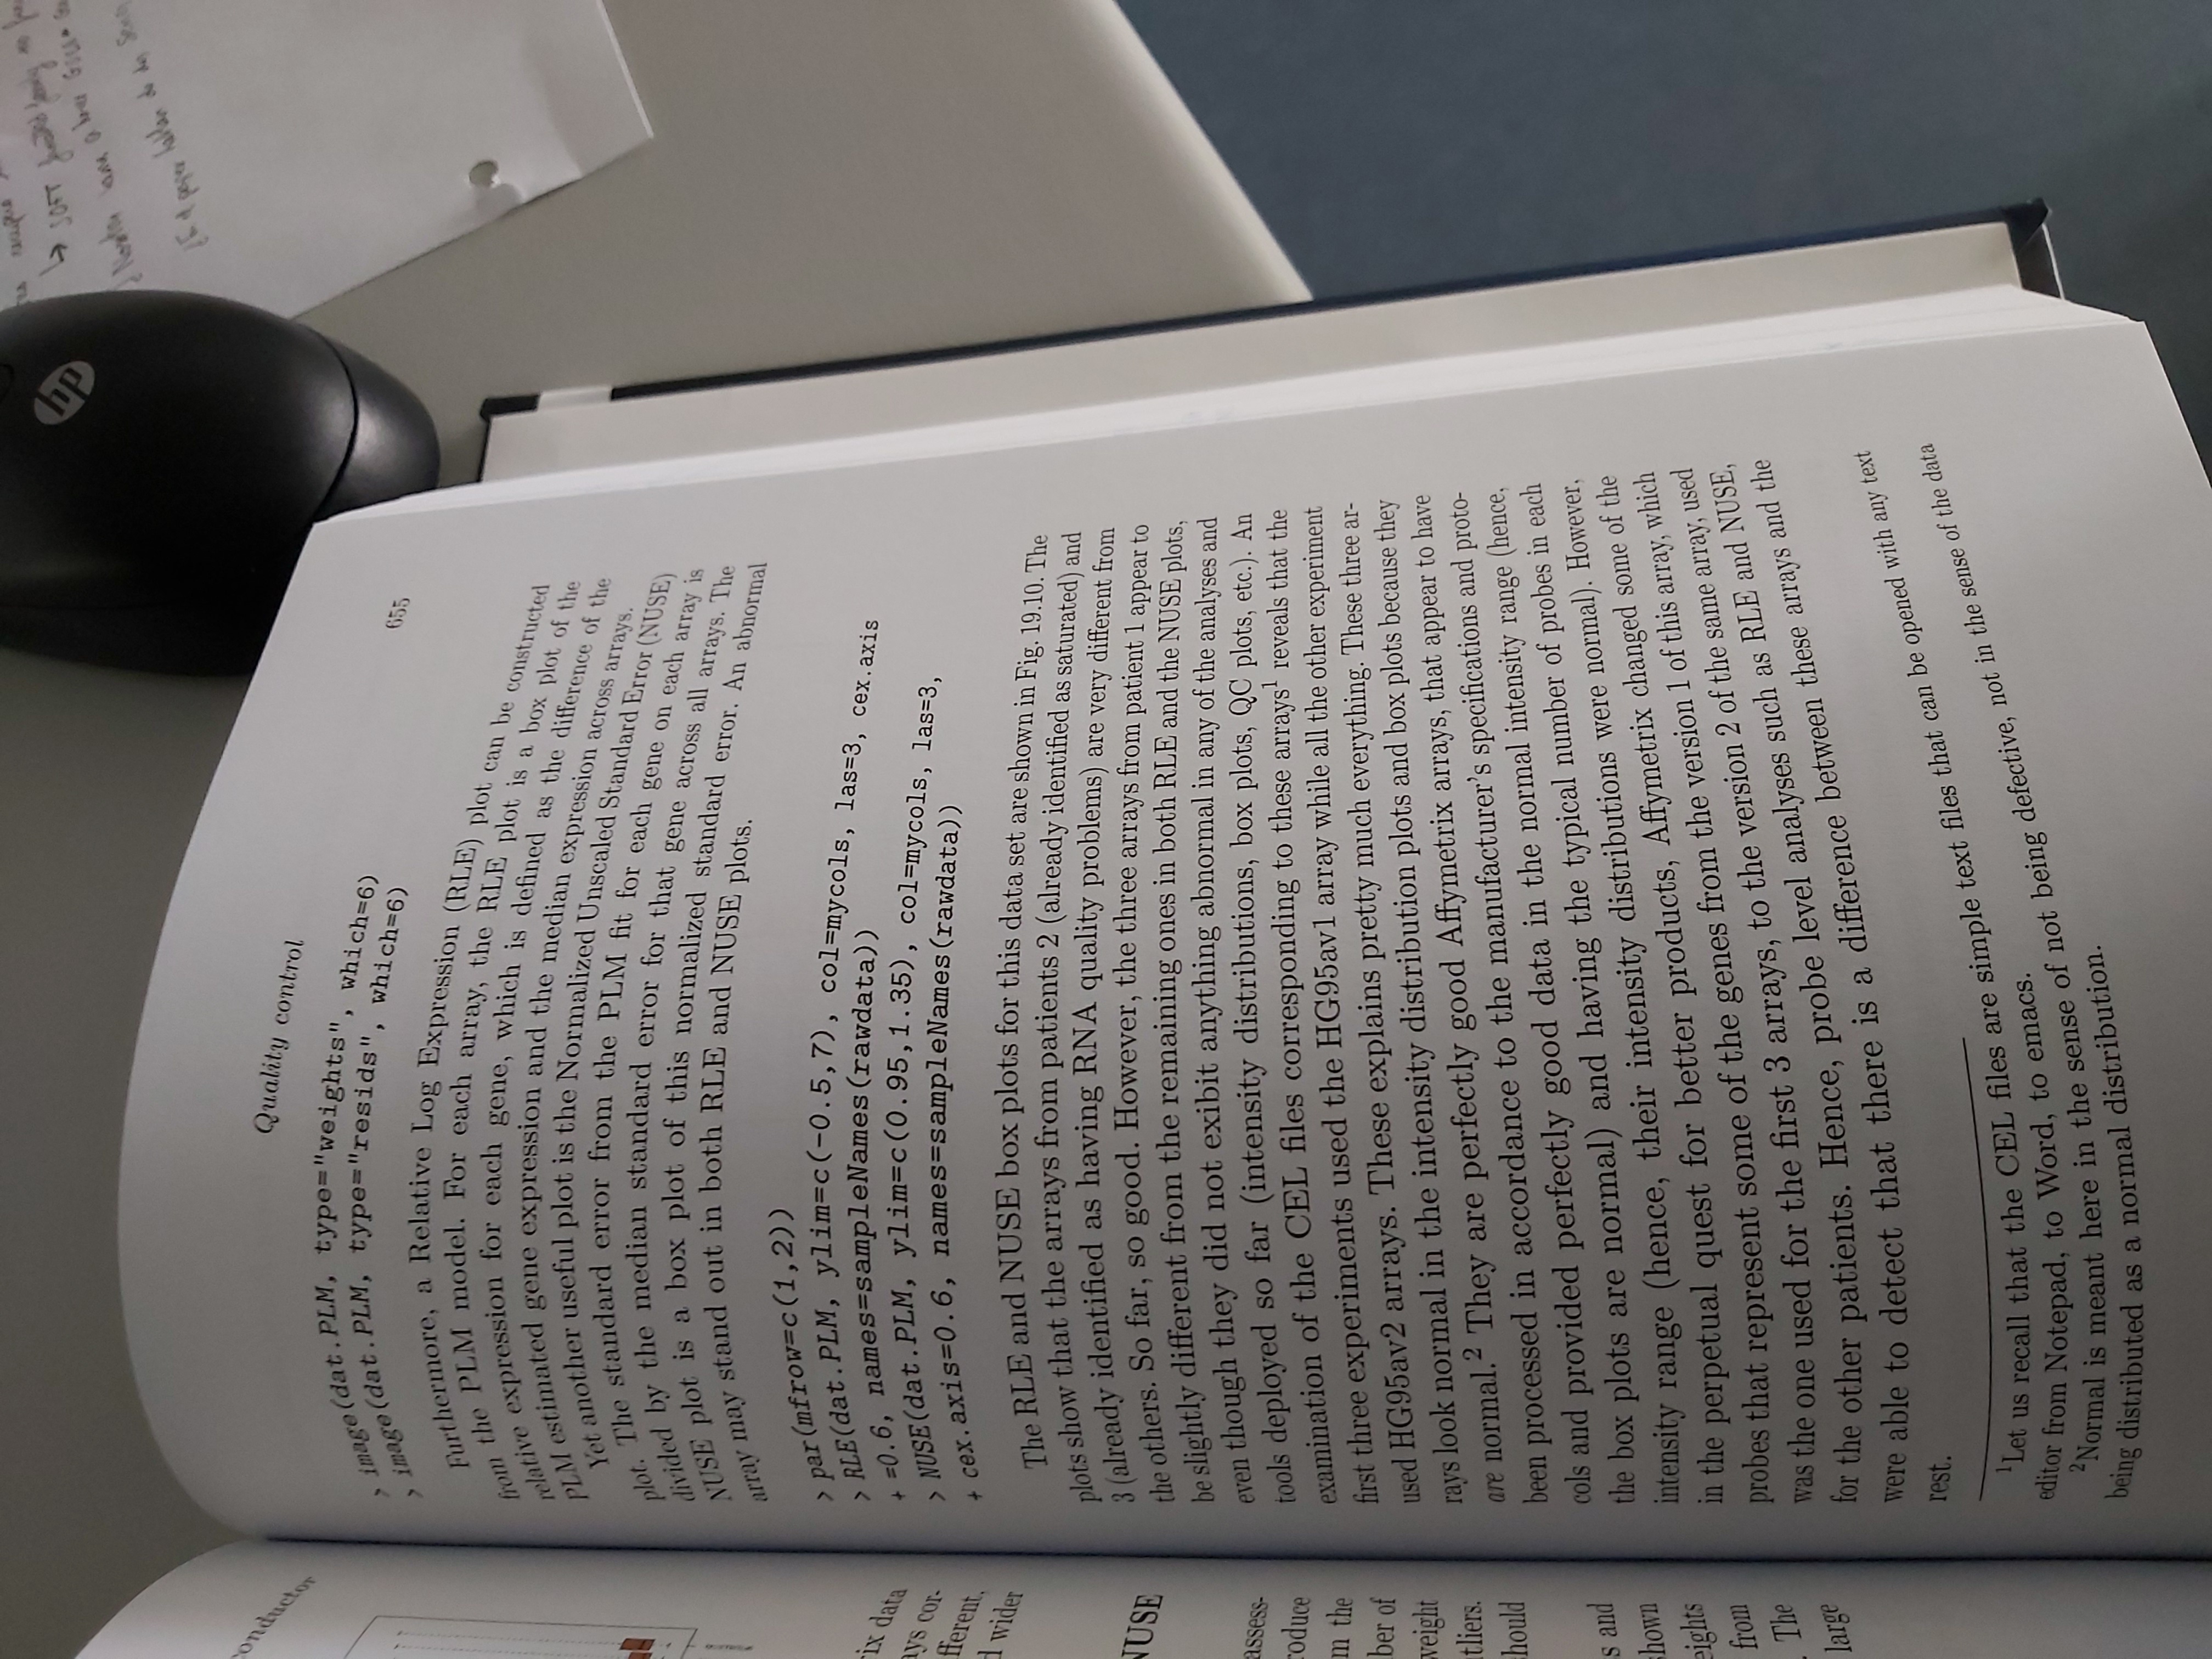 conductor
ix data
ays cor-
fferent,
d wider
NUSE
assess-
roduce
m the
ber of
weight
tliers.
should
s and
shown
eights
from
. The
large
Quality control
655
> image(dat.PLM, type="weights", which=6)
> image(dat.PLM, type="resids", which=6)
Furthermore, a Relative Log Expression (RLE) plot can be constructed
from the PLM model. For each array, the RLE plot is a box plot of the
relative expression for each gene, which is defined as the difference of the
PLM estimated gene expression and the median expression across arrays.
Yet another useful plot is the Normalized Unscaled Standard Error (NUSE)
plot. The standard error from the PLM fit for each gene on each array is
divided by the median standard error for that gene across all arrays. The
NUSE plot is a box plot of this normalized standard error. An abnormal
array may stand out in both RLE and NUSE plots.
> par(mfrow=c(1,2))
> RLE(dat.PLM, ylim=c(-0.5,7), col=mycols, las=3, cex.axis
+ =0.6, names=sampleNames(rawdata))
> NUSE(dat.PLM, ylim=c(0.95,1.35), col=mycols, las=3,
+ cex.axis=0.6, names=sampleNames(rawdata))
The RLE and NUSE box plots for this data set are shown in Fig. 19.10. The
plots show that the arrays from patients 2 (already identified as saturated) and
3 (already identified as having RNA quality problems) are very different from
the others. So far, so good. However, the three arrays from patient 1 appear to
be slightly different from the remaining ones in both RLE and the NUSE plots,
even though they did not exibit anything abnormal in any of the analyses and
tools deployed so far (intensity distributions, box plots, QC plots, etc.). An
examination of the CEL files corresponding to these arrays¹ reveals that the
first three experiments used the HG95av1 array while all the other experiment
used HG95av2 arrays. These explains pretty much everything. These three ar-
rays look normal in the intensity distribution plots and box plots because they
are normal.² They are perfectly good Affymetrix arrays, that appear to have
been processed in accordance to the manufacturer's specifications and proto-
cols and provided perfectly good data in the normal intensity range (hence,
the box plots are normal) and having the typical number of probes in each
intensity range (hence, their intensity distributions were normal). However,
in the perpetual quest for better products, Affymetrix changed some of the
probes that represent some of the genes from the version 1 of this array, which
was the one used for the first 3 arrays, to the version 2 of the same array, used
for the other patients. Hence, probe level analyses such as RLE and NUSE,
were able to detect that there is a difference between these arrays and the
rest.
¹Let us recall that the CEL files are simple text files that can be opened with any text
editor from Notepad, to Word, to emacs.
²Normal is meant here in the sense of not being defective, not in the sense of the data
being distributed as a normal distribution.
hp
↳ SOFT
paper hablan de